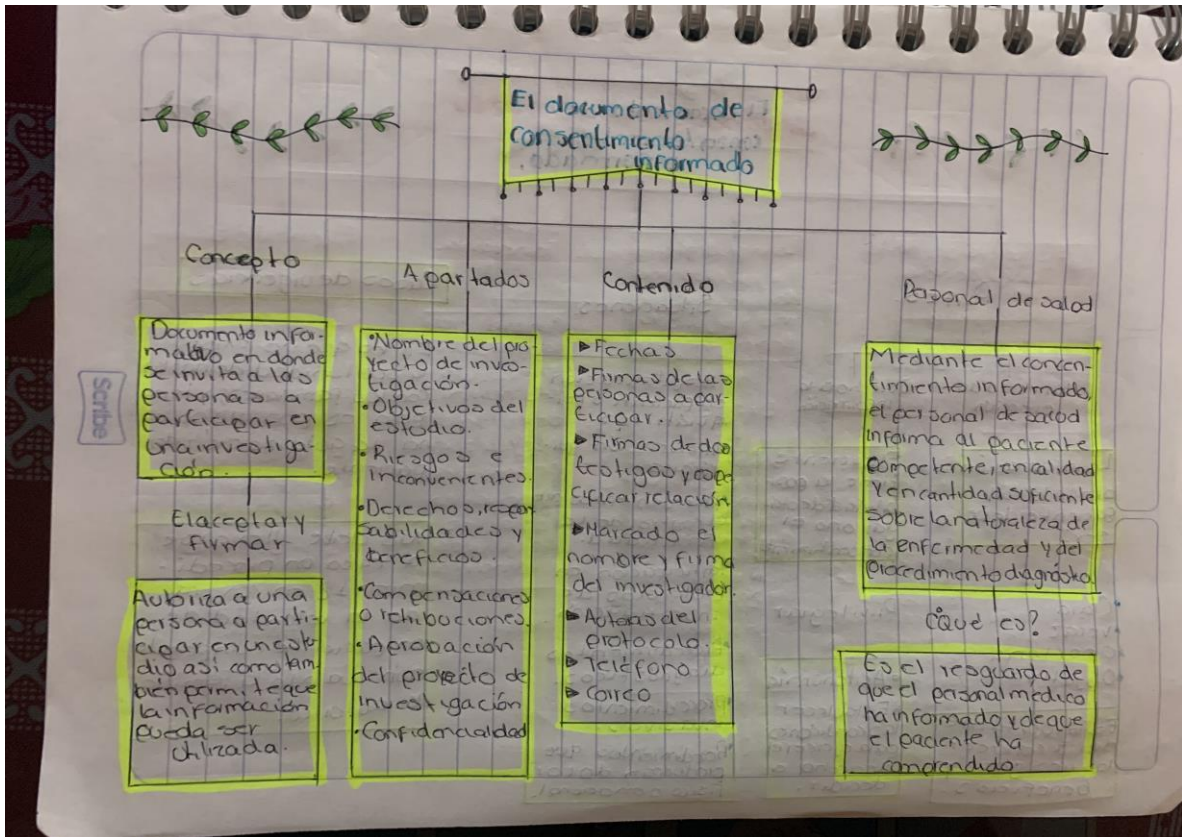 El documento de
consentimiento
informado
Concepto
Documento infor-
mativo en donde
se invita a las
personas a
participar en
una investiga-
ción.
El aceptar y
firmar
Autoriza a una
persona a parti-
cipar en un estu-
dio así como tam
bién permite que
la información
pueda ser
utilizada.
Apartados
•Nombre del pro
yecto de inves-
tigación.
•Objetivos del
estudio.
•Riesgos e
inconvenientes.
•Derechos, respon
sabilidades y
beneficios.
•Compensaciones
o retribuciones
•Aprobación
del proyecto de
investigación
•Confidencialidad
Contenido
▶Fechas
▶Firmas de las
personas a par-
ticipar.
▶Firmas de dos
testigos y espe
cificar relación
▶Marcado el
nombre y firma
del investigador.
▶
protocolo.
▶Teléfono
▶correo
Personal de salud
Mediante el concen-
timiento informado,
el personal de salud
informa al paciente
competente, en calidad
y en cantidad suficiente
sobre la naturaleza de
la enfermedad y del
procedimiento
¿Qué es?
Es el resguardo de
que el personal médico
ha informado y de que
el paciente ha
comprendido
Scribe